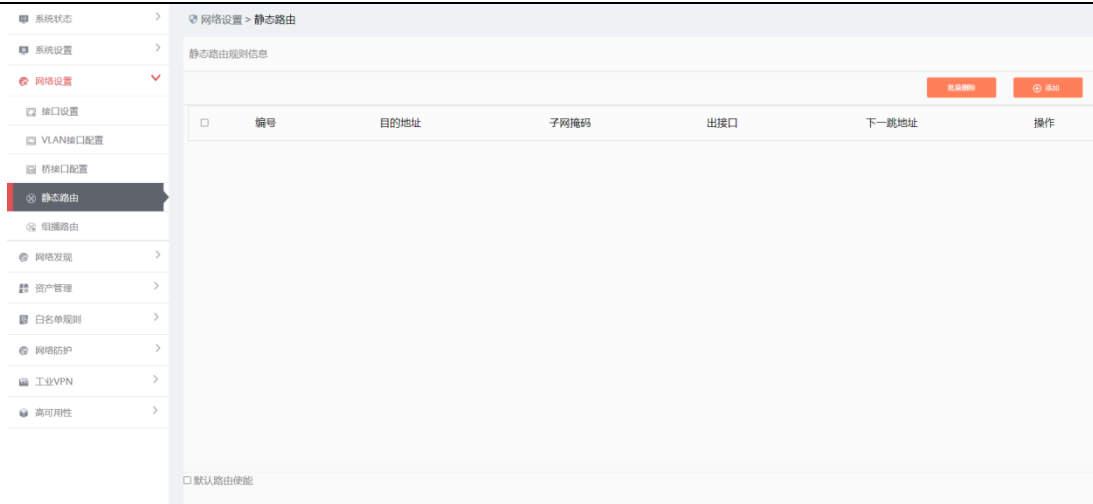 系统状态
系统设置
网络设置
接口设置
VLAN接口配置
桥接口配置
静态路由
组播路由
网络发现
资产管理
白名单规则
网络防护
工业VPN
高可用性
网络设置 > 静态路由
静态路由规则信息
批量删除 添加
编号 目的地址 子网掩码 出接口 下一跳地址 操作
默认路由使能